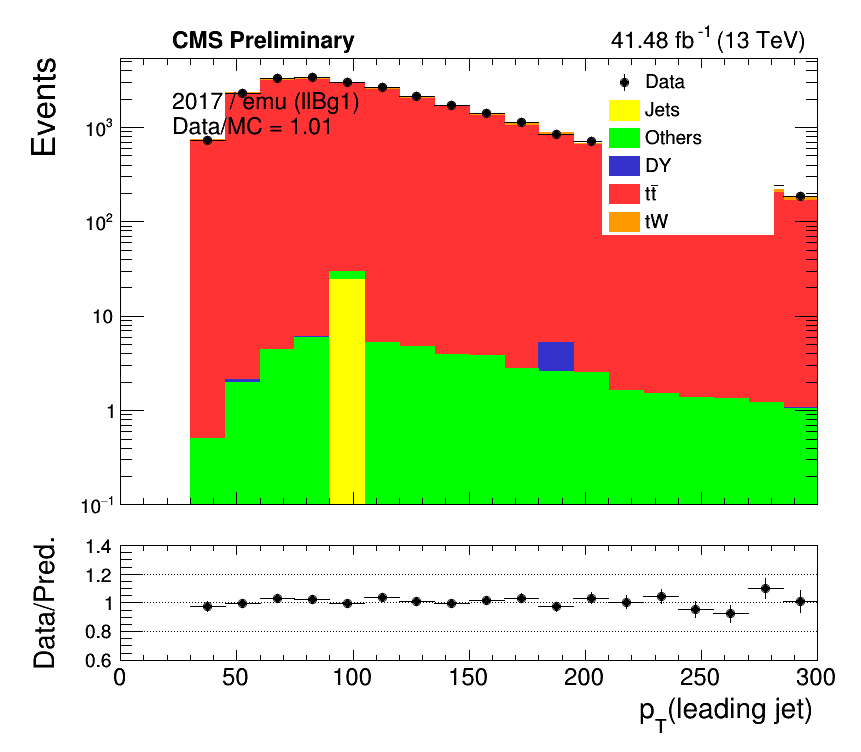 CMS Preliminary 41.48 fb⁻¹ (13 TeV)
Events
2017 / emu (llBg1)
Data/MC = 1.01
Data
Jets
Others
DY
tt̄
tW
10³
10²
10
1
10⁻¹
Data/Pred.
1.4
1.2
1
0.8
0.6
0 50 100 150 200 250 300
p_T(leading jet)